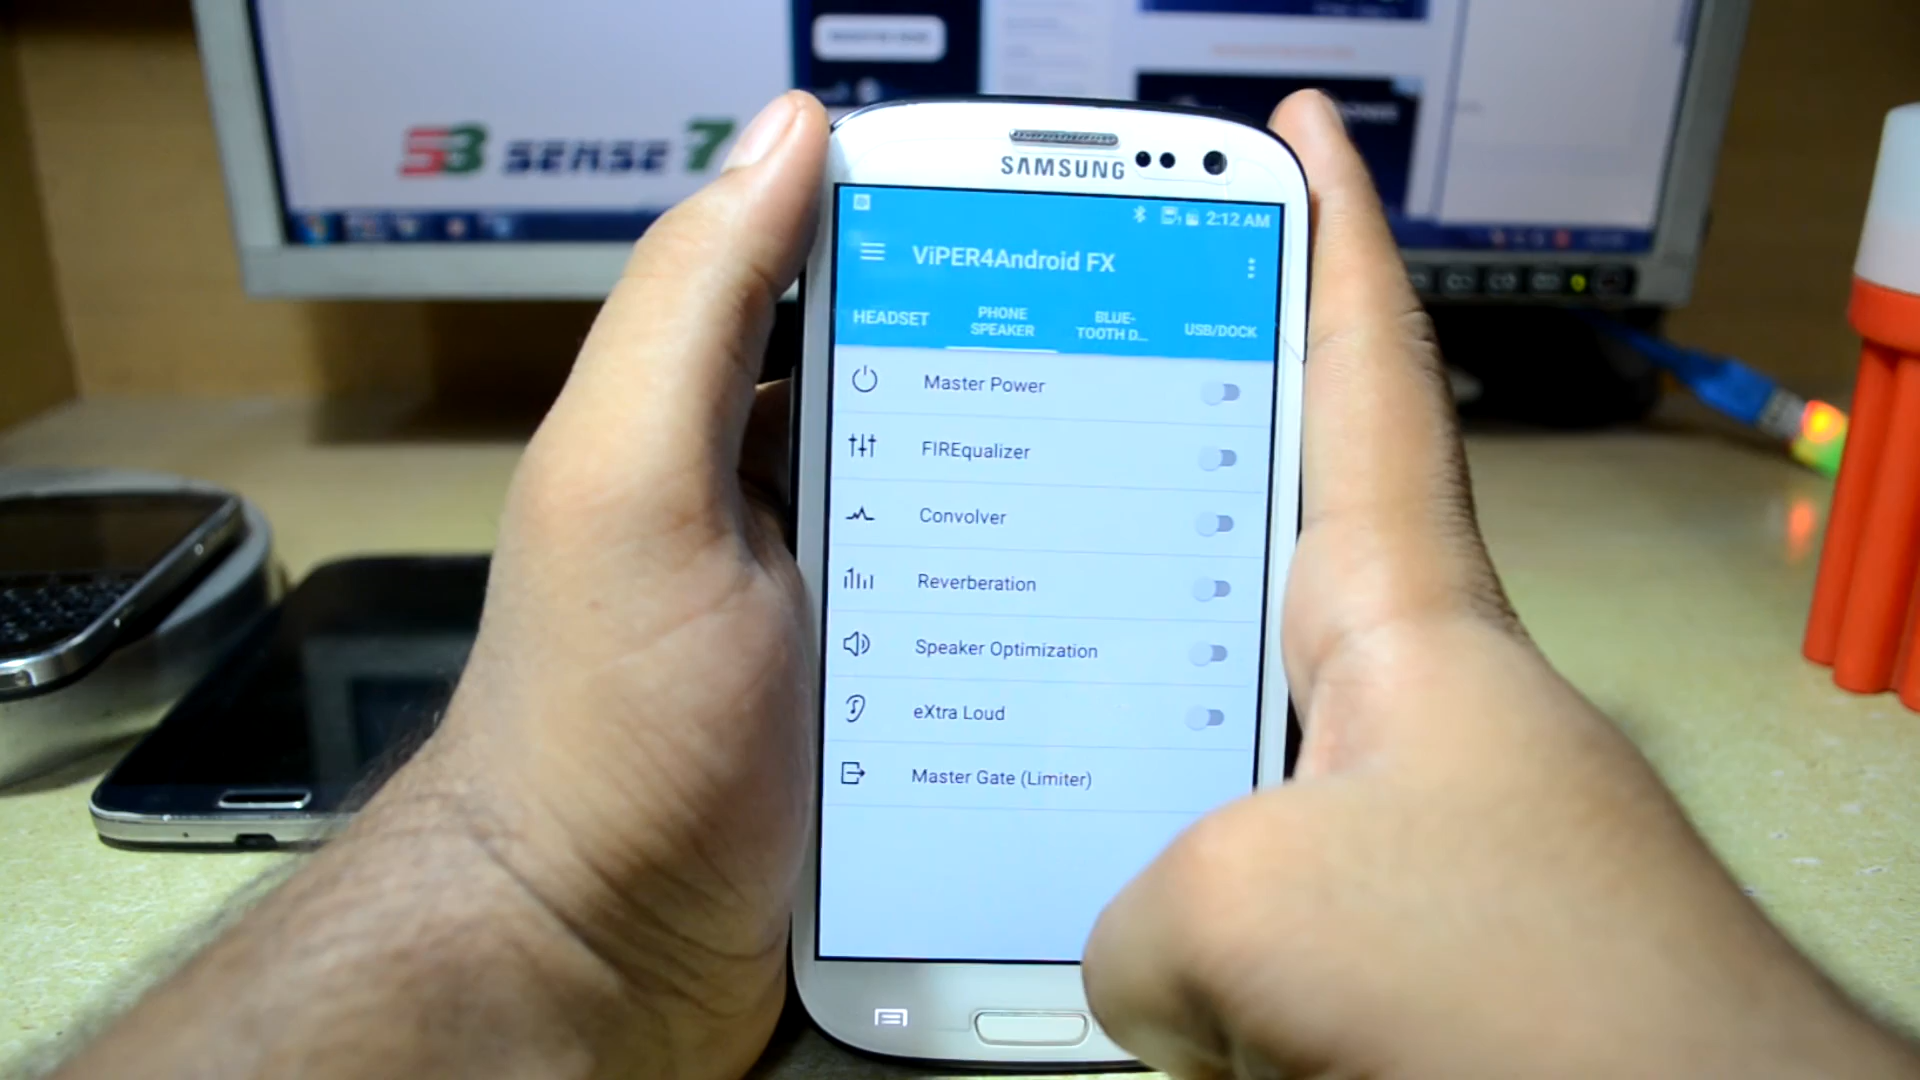 S3 SENSE 7
SAMSUNG
2:12 AM
ViPER4Android FX
HEADSET
PHONE
SPEAKER
BLUE-
TOOTH D...
USB/DOCK
Master Power
FIREqualizer
Convolver
Reverberation
Speaker Optimization
eXtra Loud
Master Gate (Limiter)